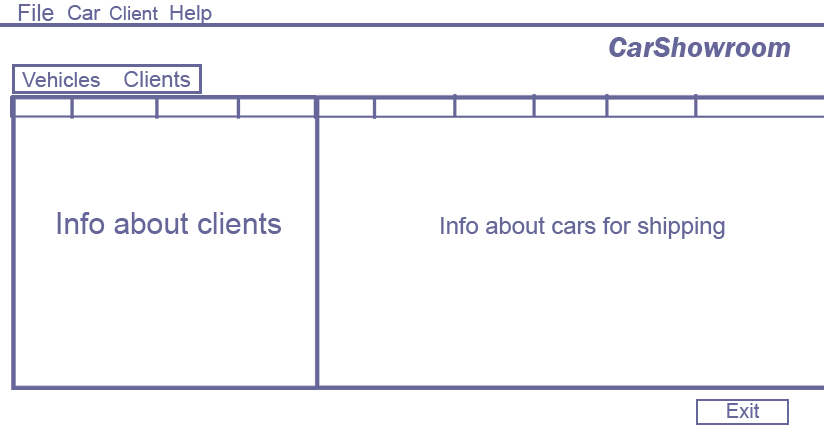 File Car Client Help
CarShowroom
Vehicles Clients
Info about clients
Info about cars for shipping
Exit